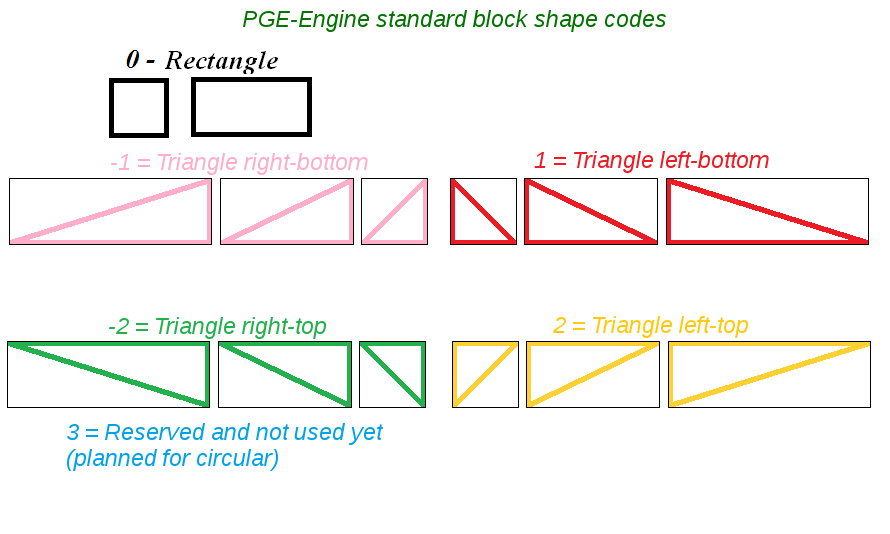 PGE-Engine standard block shape codes
0 - Rectangle
-1 = Triangle right-bottom
1 = Triangle left-bottom
-2 = Triangle right-top
2 = Triangle left-top
3 = Reserved and not used yet
(planned for circular)